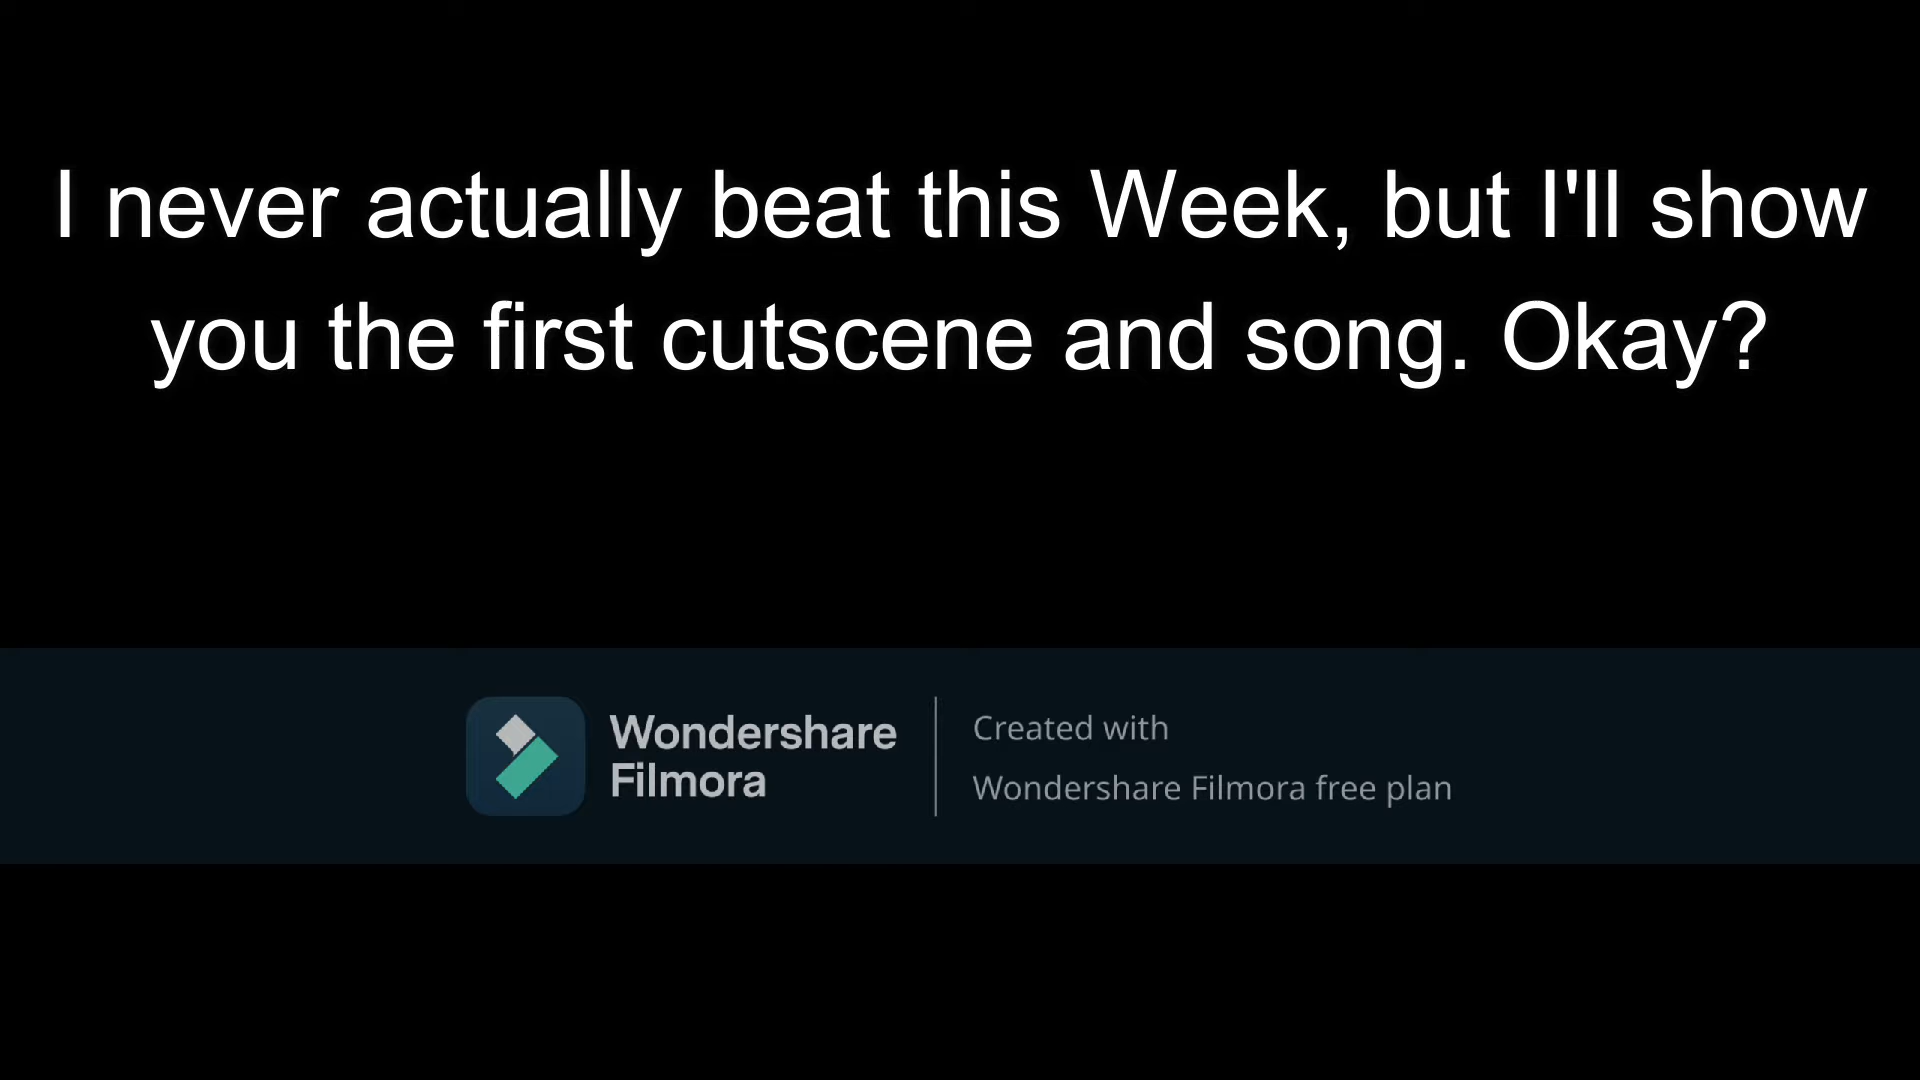 I never actually beat this Week, but I'll show
you the first cutscene and song. Okay?
Wondershare
Filmora
Created with
Wondershare Filmora free plan